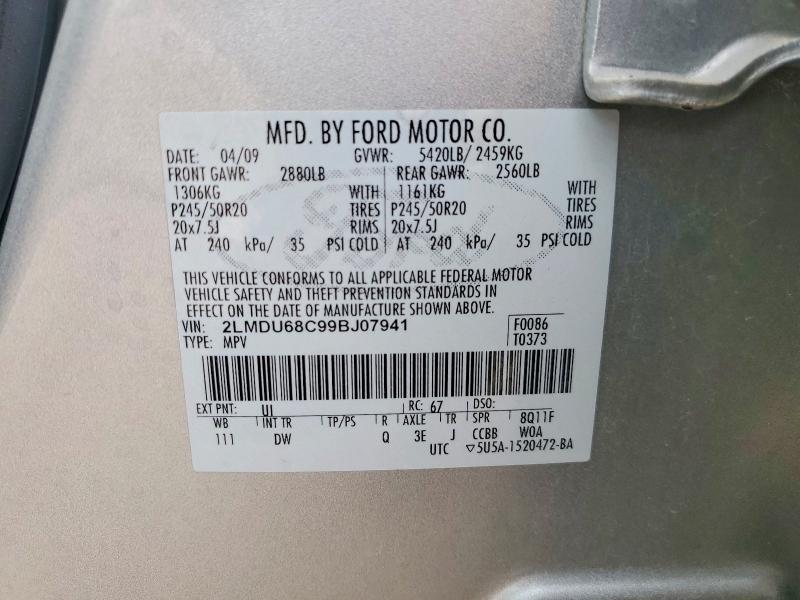 MFD. BY FORD MOTOR CO.
DATE: 04/09 GVWR: 5420LB/ 2459KG
FRONT GAWR: 2880LB REAR GAWR: 2560LB
1306KG WITH 1161KG WITH
P245/50R20 TIRES P245/50R20 TIRES
20x7.5J RIMS 20x7.5J RIMS
AT 240 kPa/ 35 PSI COLD AT 240 kPa/ 35 PSI COLD
THIS VEHICLE CONFORMS TO ALL APPLICABLE FEDERAL MOTOR
VEHICLE SAFETY AND THEFT PREVENTION STANDARDS IN
EFFECT ON THE DATE OF MANUFACTURE SHOWN ABOVE.
VIN: 2LMDU68C99BJ07941 F0086
TYPE: MPV T0373
EXT PNT: UI RC: 67 DSO:
WB INT TR TP/PS R AXLE TR SPR 8Q11F
111 DW Q 3E J CCBB WOA
UTC ▽5U5A-1520472-BA